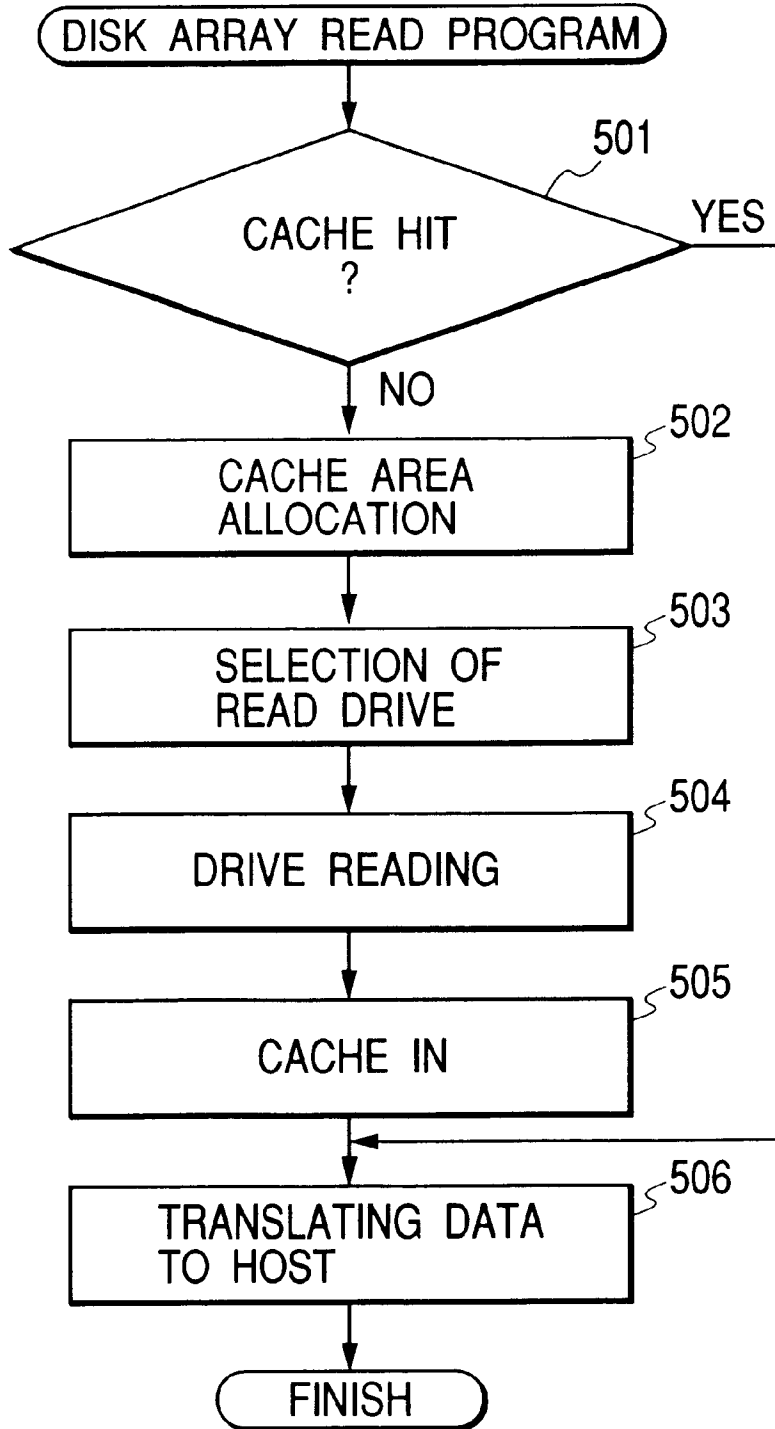 DISK ARRAY READ PROGRAM
501
CACHE HIT
?
YES
NO
502
CACHE AREA
ALLOCATION
503
SELECTION OF
READ DRIVE
504
DRIVE READING
505
CACHE IN
506
TRANSLATING DATA
TO HOST
FINISH